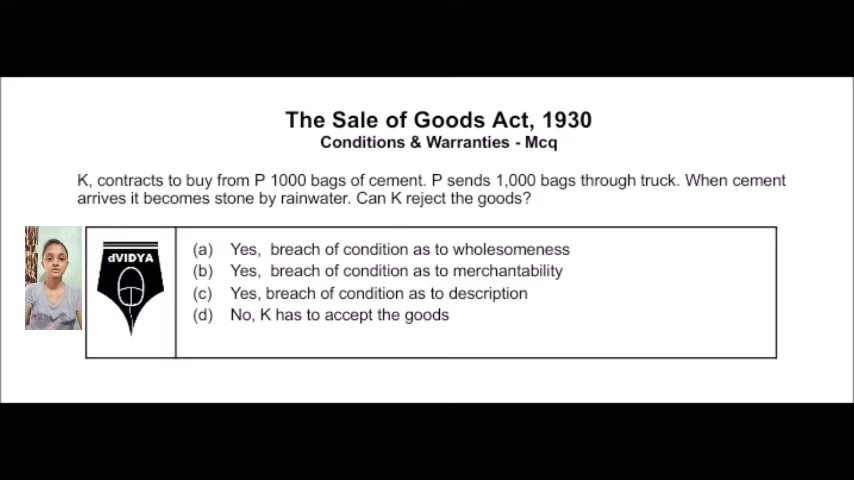 The Sale of Goods Act, 1930
Conditions & Warranties - Mcq
K, contracts to buy from P 1000 bags of cement. P sends 1,000 bags through truck. When cement
arrives it becomes stone by rainwater. Can K reject the goods?
dVIDYA
(a) Yes, breach of condition as to wholesomeness
(b) Yes, breach of condition as to merchantability
(c) Yes, breach of condition as to description
(d) No, K has to accept the goods